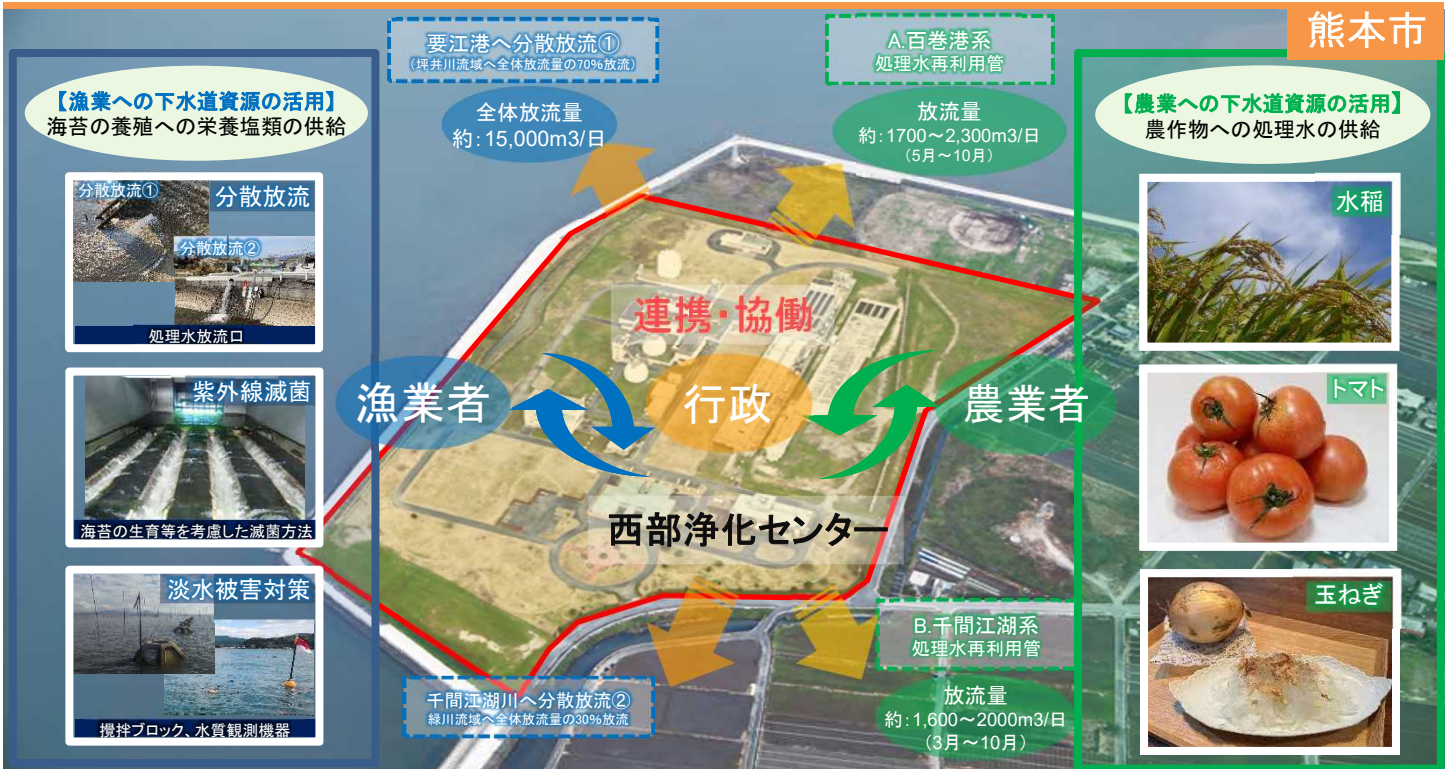 熊本市
【漁業への下水道資源の活用】
海苔の養殖への栄養塩類の供給
分散放流①
分散放流
分散放流②
処理水放流口
紫外線滅菌
海苔の生育等を考慮した滅菌方法
淡水被害対策
攪拌ブロック、水質観測機器
要江港へ分散放流①
(坪井川流域へ全体放流量の70%放流)
全体放流量
約:15,000m3/日
A.百巻港系
処理水再利用管
放流量
約:1700~2,300m3/日
(5月~10月)
連携・協働
漁業者
行政
農業者
西部浄化センター
千間江湖川へ分散放流②
緑川流域へ全体放流量の30%放流
B.千間江湖系
処理水再利用管
放流量
約:1,600~2000m3/日
(3月~10月)
【農業への下水道資源の活用】
農作物への処理水の供給
水稲
トマト
玉ねぎ